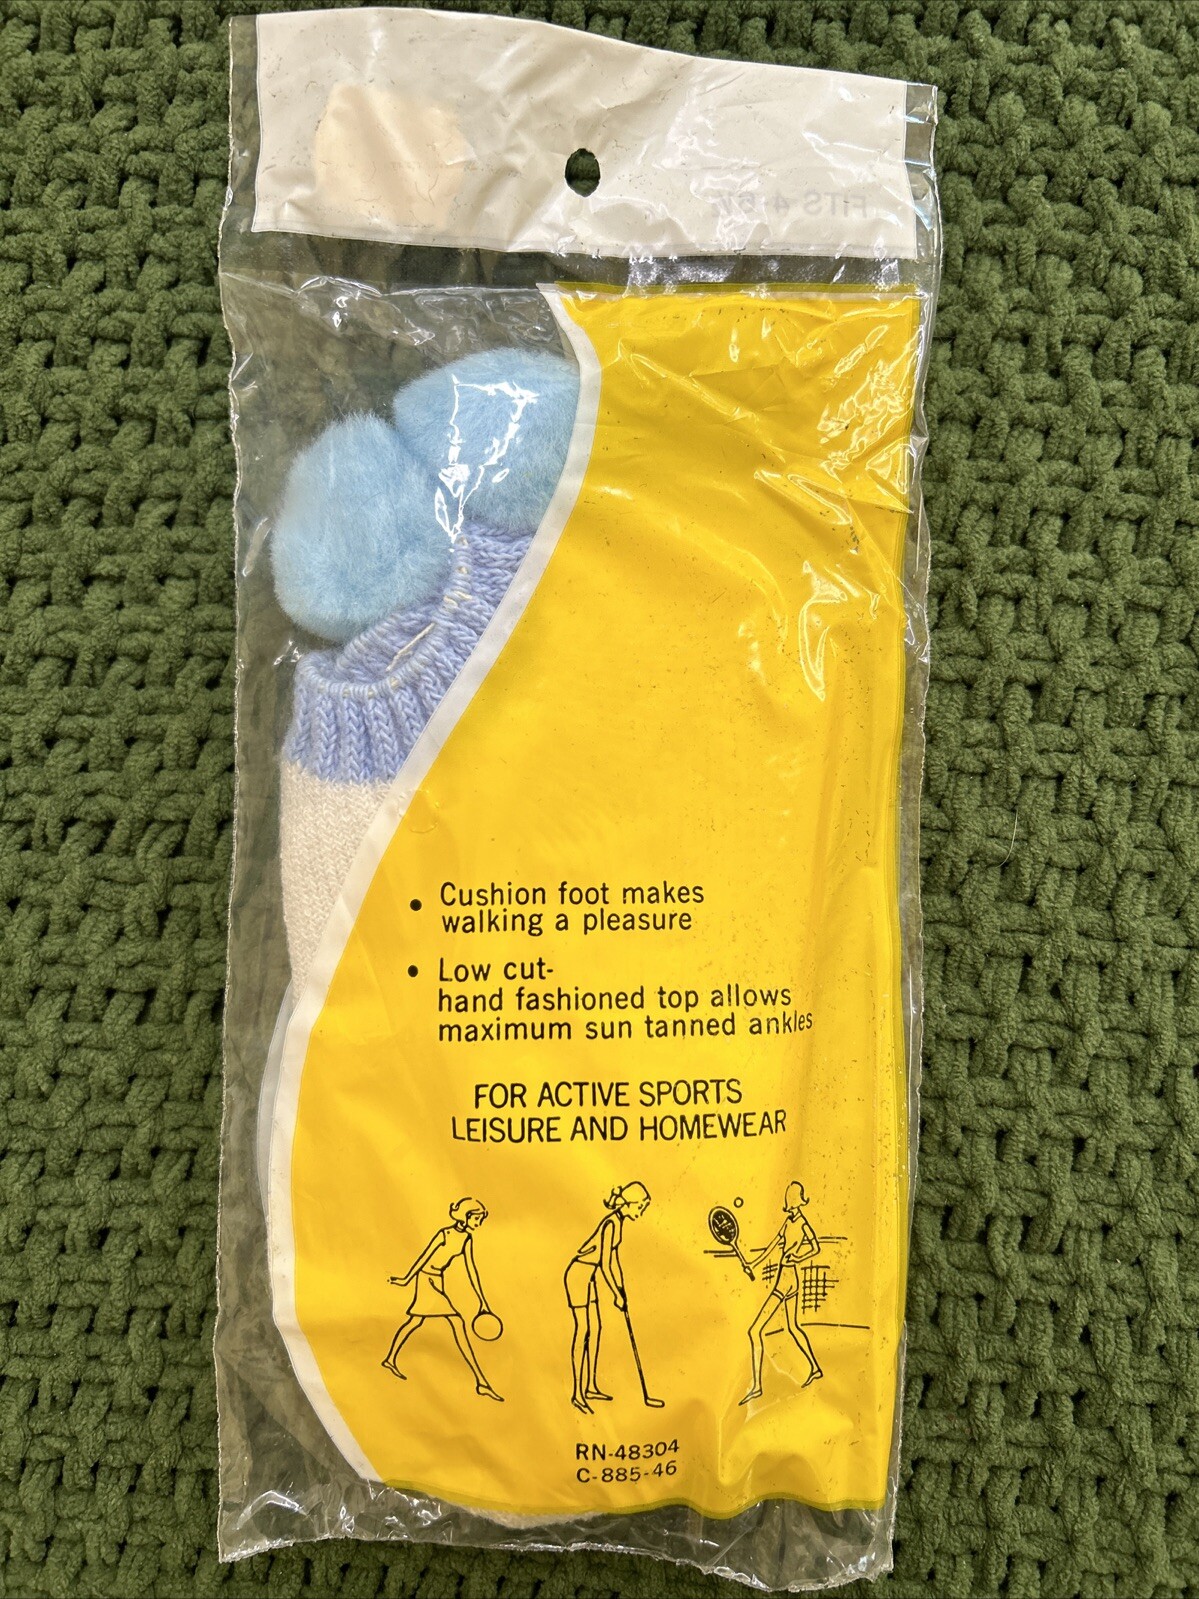 • Cushion foot makes
walking a pleasure
• Low cut-
hand fashioned top allows
maximum sun tanned ankles
FOR ACTIVE SPORTS
LEISURE AND HOMEWEAR
RN-48304
C-885-46